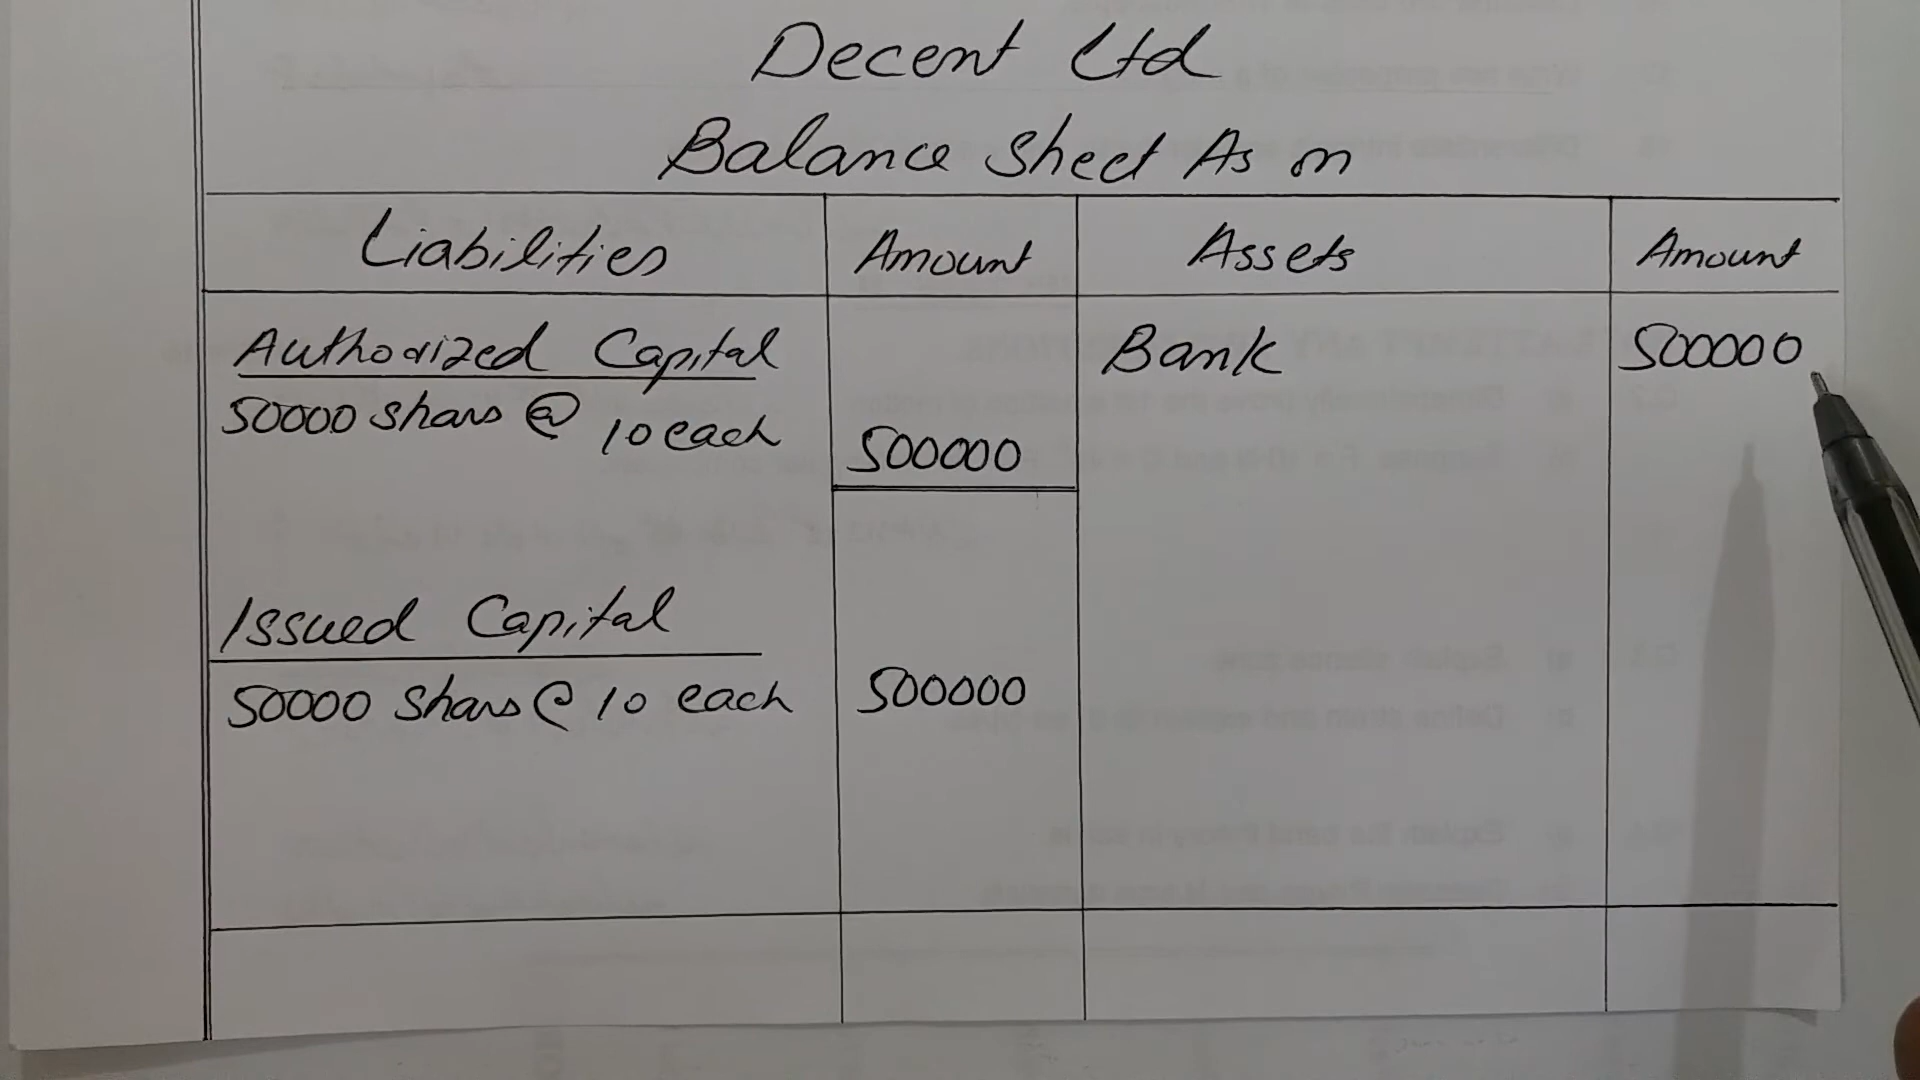 Decent Ltd
Balance Sheet As on
Liabilities Amount Assets Amount
Authorized Capital Bank 500000
50000 Shars @ 10 each 500000
Issued Capital
50000 Shars @ 10 each 500000